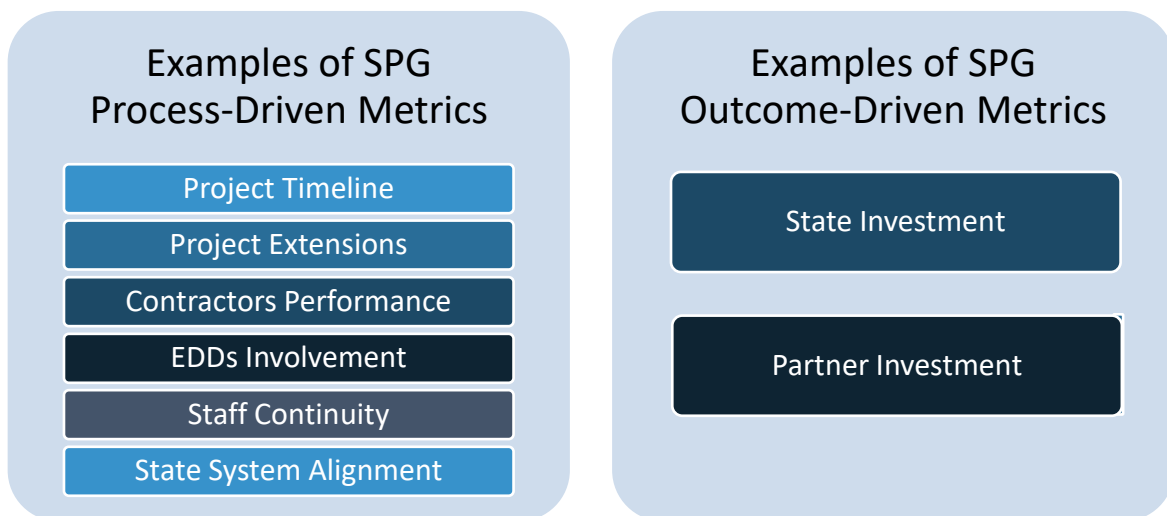 Examples of SPG
Process-Driven Metrics
Project Timeline
Project Extensions
Contractors Performance
EDDs Involvement
Staff Continuity
State System Alignment
Examples of SPG
Outcome-Driven Metrics
State Investment
Partner Investment